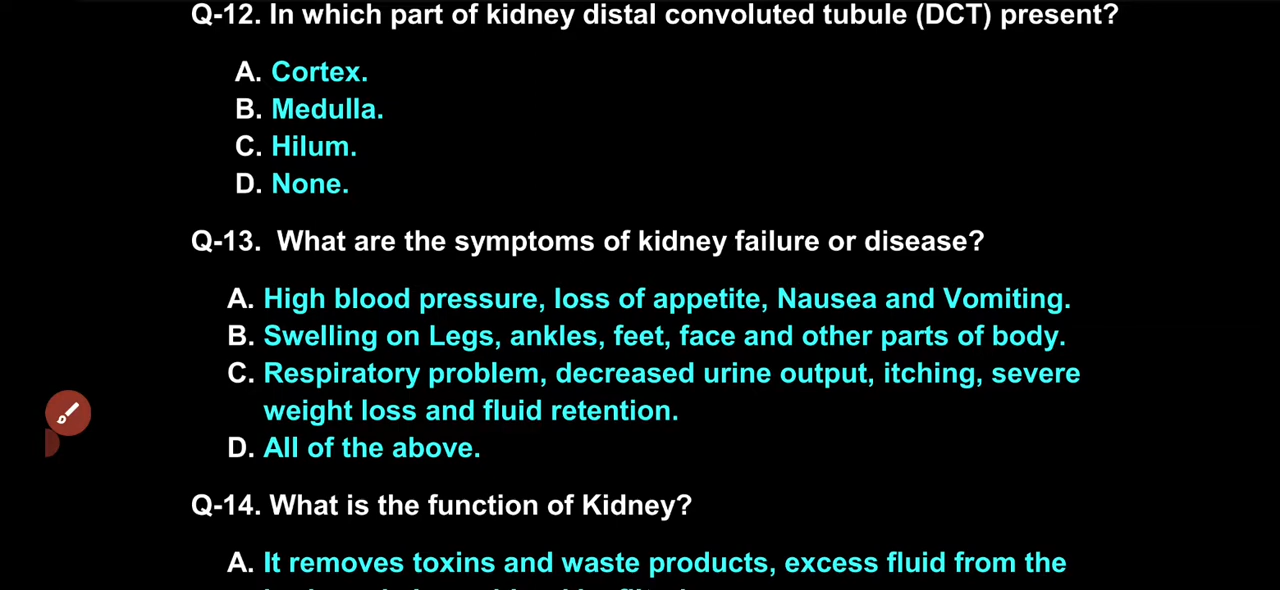 Q-12. In which part of kidney distal convoluted tubule (DCT) present?
A. Cortex.
B. Medulla.
C. Hilum.
D. None.
Q-13. What are the symptoms of kidney failure or disease?
A. High blood pressure, loss of appetite, Nausea and Vomiting.
B. Swelling on Legs, ankles, feet, face and other parts of body.
C. Respiratory problem, decreased urine output, itching, severe
weight loss and fluid retention.
D. All of the above.
Q-14. What is the function of Kidney?
A. It removes toxins and waste products, excess fluid from the